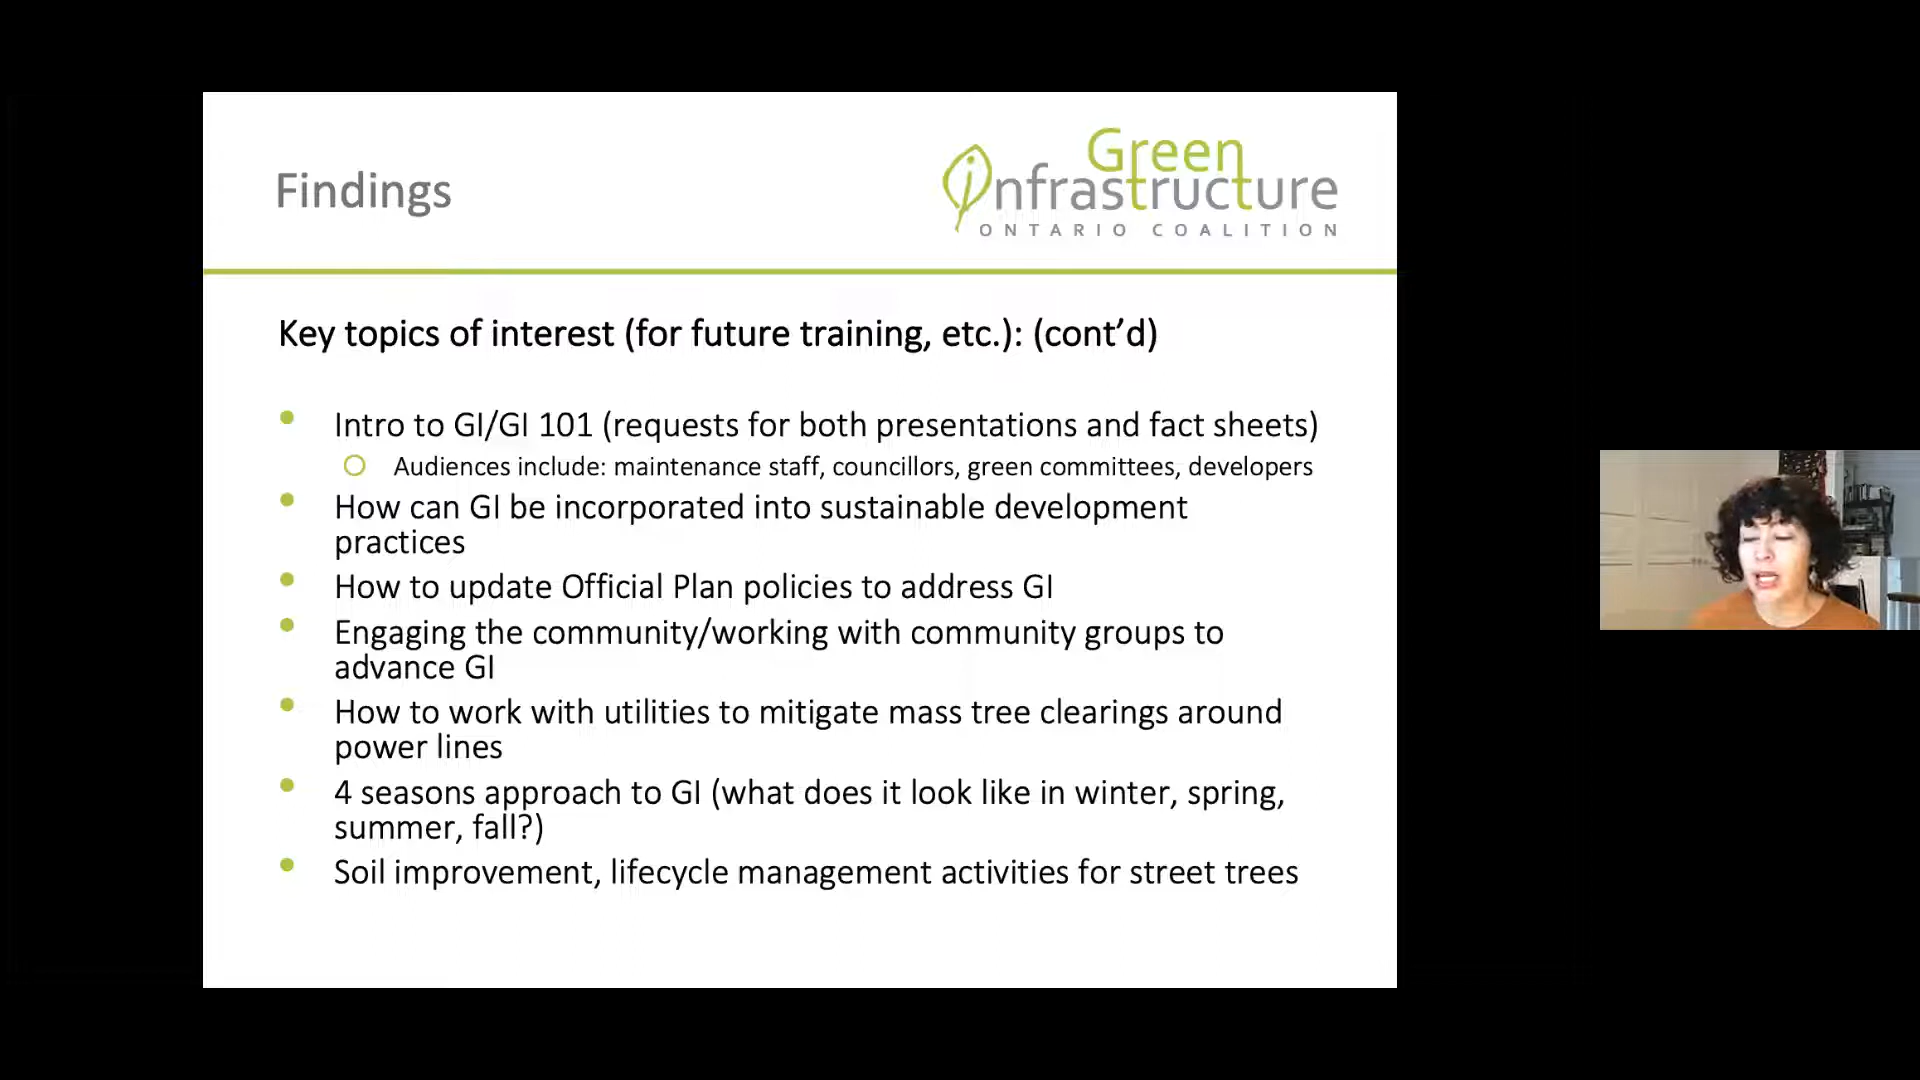 Findings
Green
infrastructure
ONTARIO COALITION
Key topics of interest (for future training, etc.): (cont’d)
Intro to GI/GI 101 (requests for both presentations and fact sheets)
Audiences include: maintenance staff, councillors, green committees, developers
How can GI be incorporated into sustainable development
practices
How to update Official Plan policies to address GI
Engaging the community/working with community groups to
advance GI
How to work with utilities to mitigate mass tree clearings around
power lines
4 seasons approach to GI (what does it look like in winter, spring,
summer, fall?)
Soil improvement, lifecycle management activities for street trees